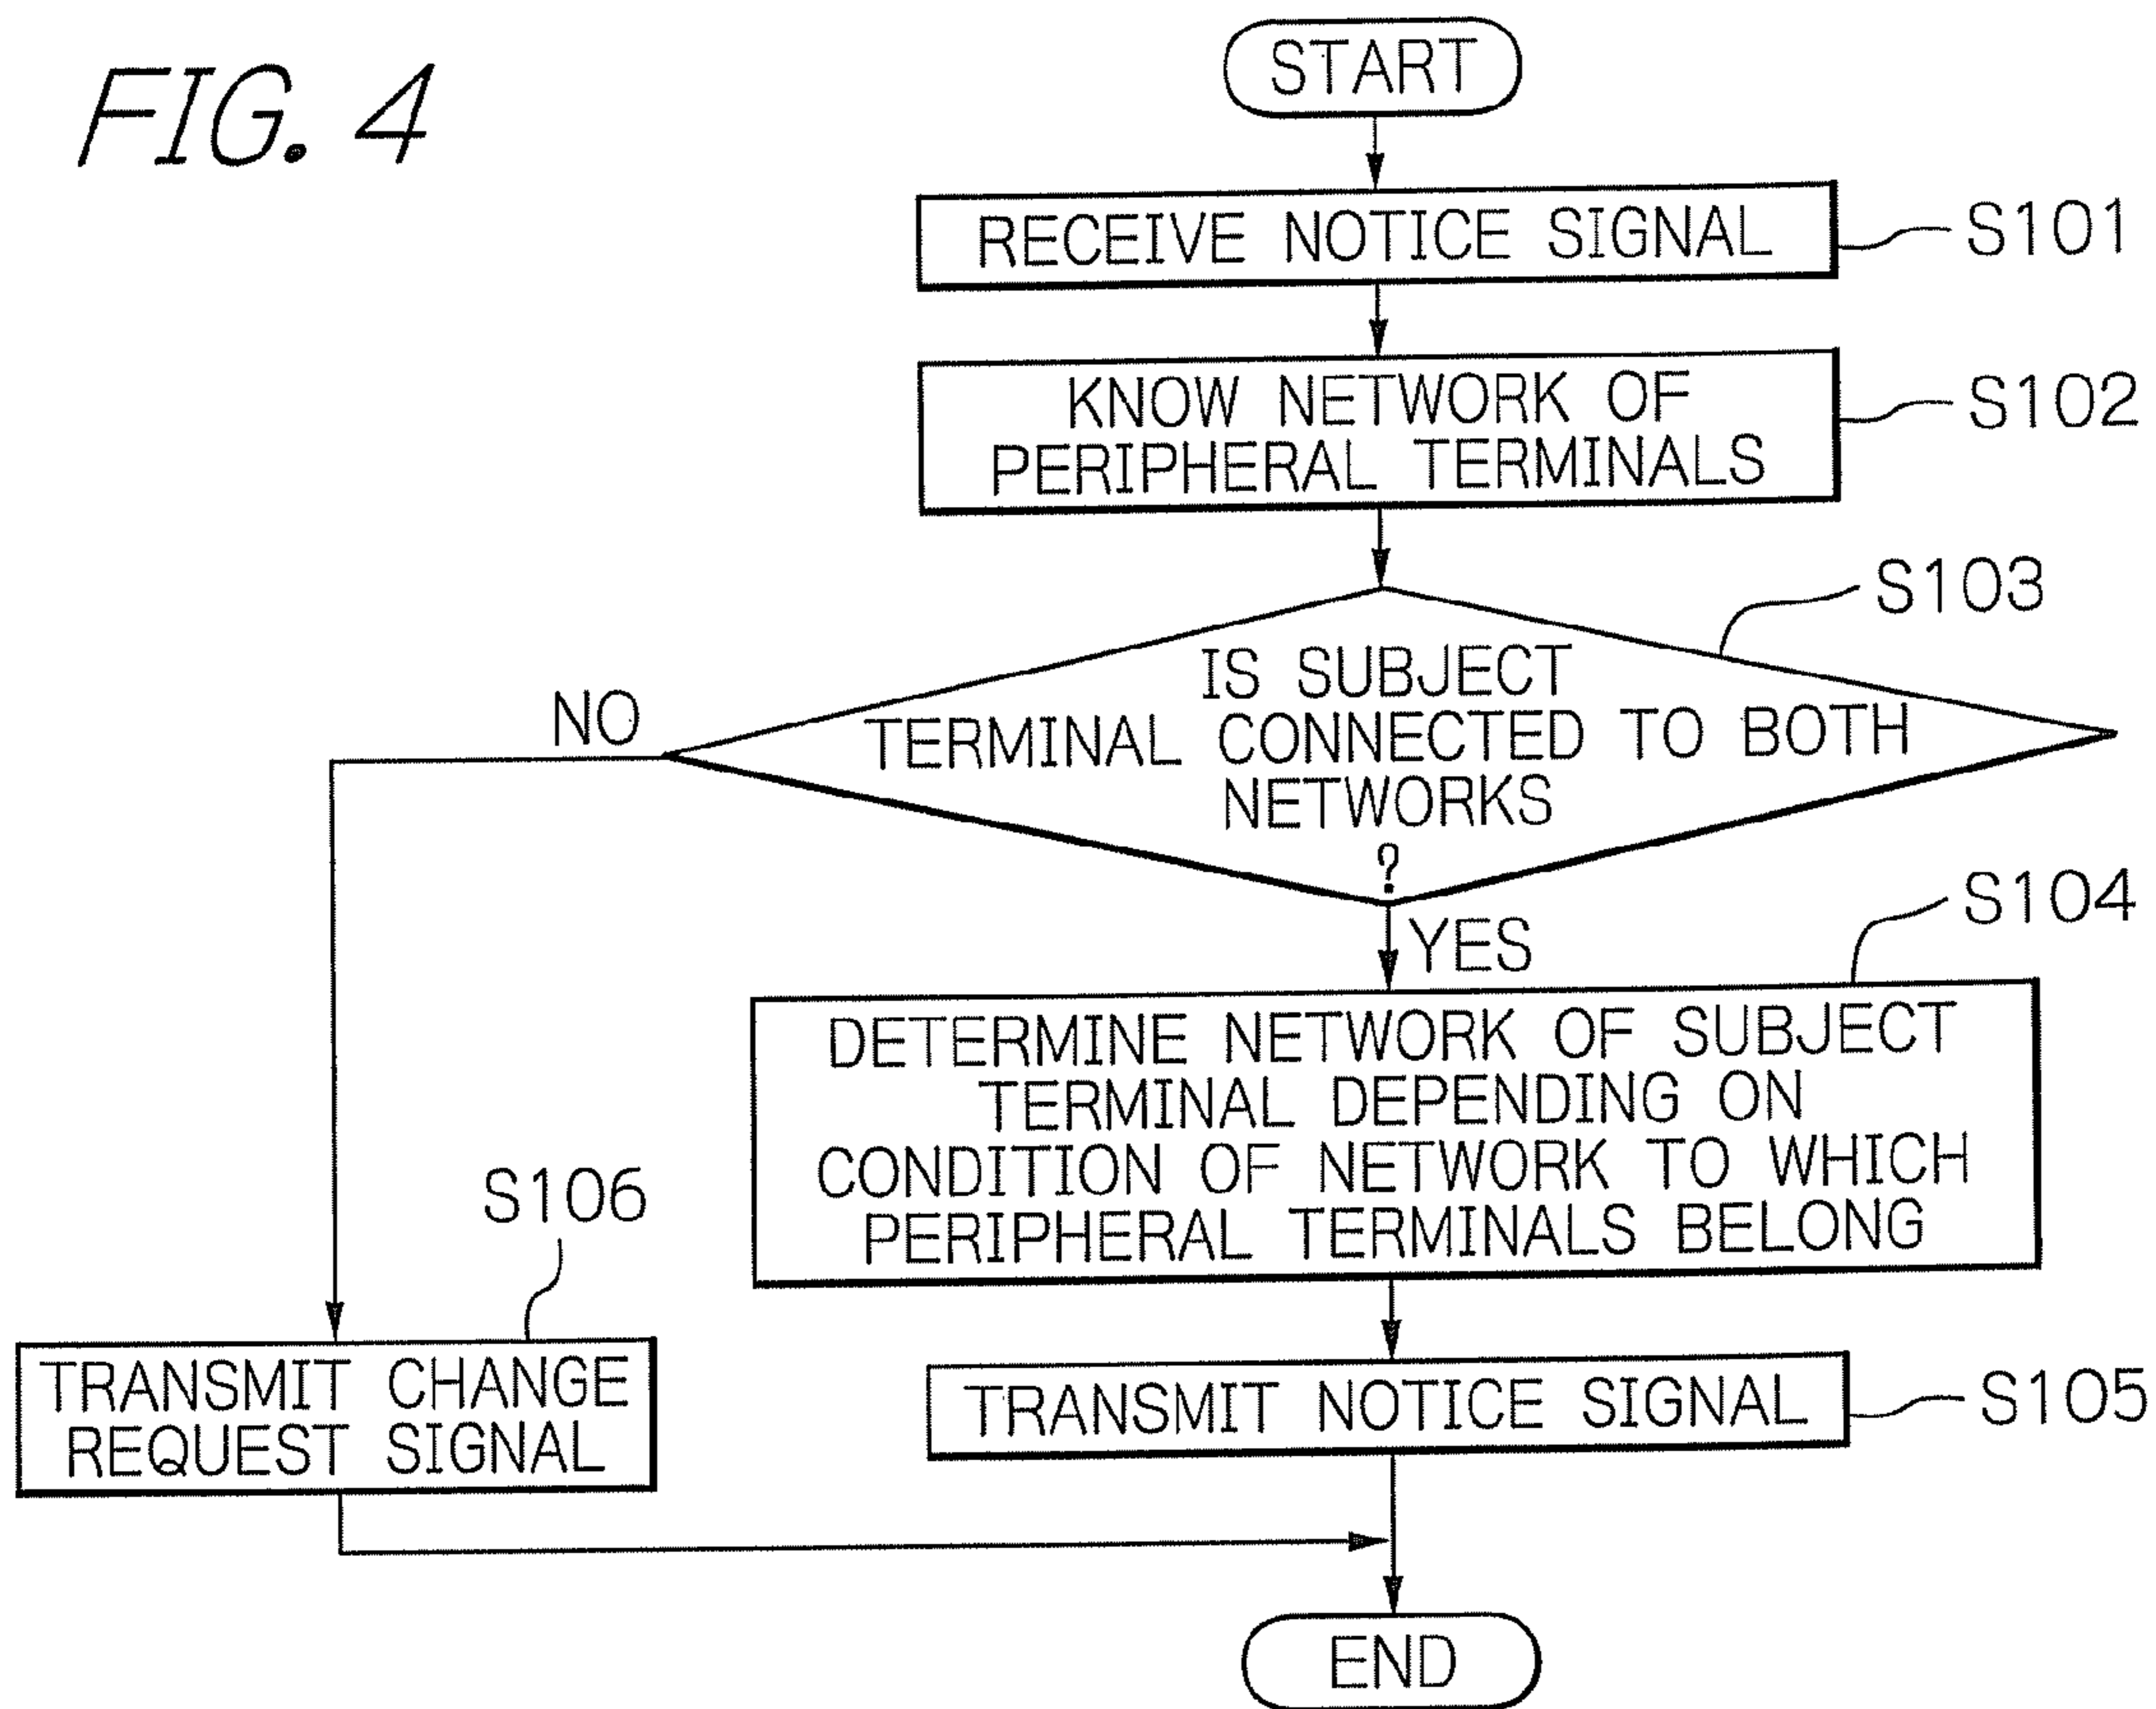 FIG. 4
START
RECEIVE NOTICE SIGNAL
S101
KNOW NETWORK OF
PERIPHERAL TERMINALS
S102
S103
IS SUBJECT
TERMINAL CONNECTED TO BOTH
NETWORKS
?
NO
YES
S104
DETERMINE NETWORK OF SUBJECT
TERMINAL DEPENDING ON
CONDITION OF NETWORK TO WHICH
PERIPHERAL TERMINALS BELONG
S106
TRANSMIT CHANGE
REQUEST SIGNAL
TRANSMIT NOTICE SIGNAL
S105
END